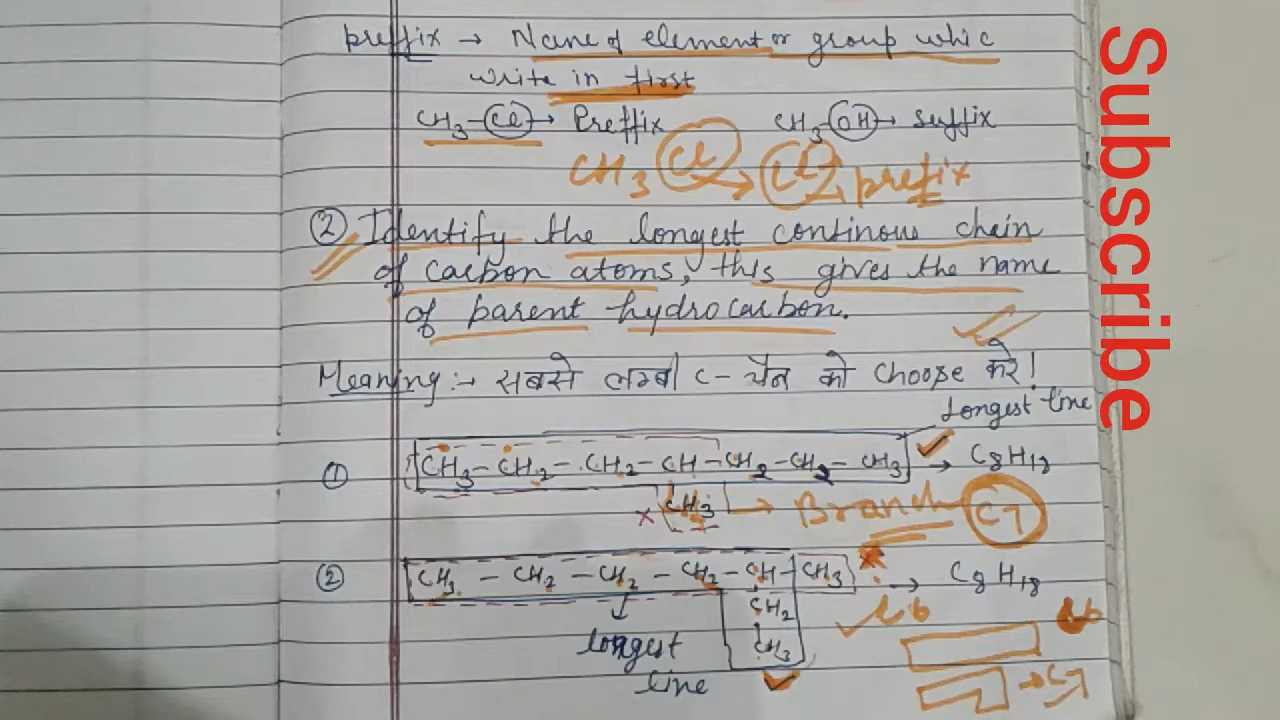 preffix → Name of element or group whic
write in first
CH3-Cl → Preffix CH3-OH → suffix
CH3 Cl → Cl → prefix
② Identify the longest continous chain
of carbon atoms, this gives the name
of parent hydrocarbon.
Meaning :→ सबसे लम्बी C-चैन को choose करे!
Longest line
① CH3-CH2-CH2-CH-CH2-CH2-CH3 → C8H18
× CH3 → Branch C7
② CH3-CH2-CH2-CH2-CH-CH3 → C8H18
CH2
longest CH3
line → C7
Subscribe